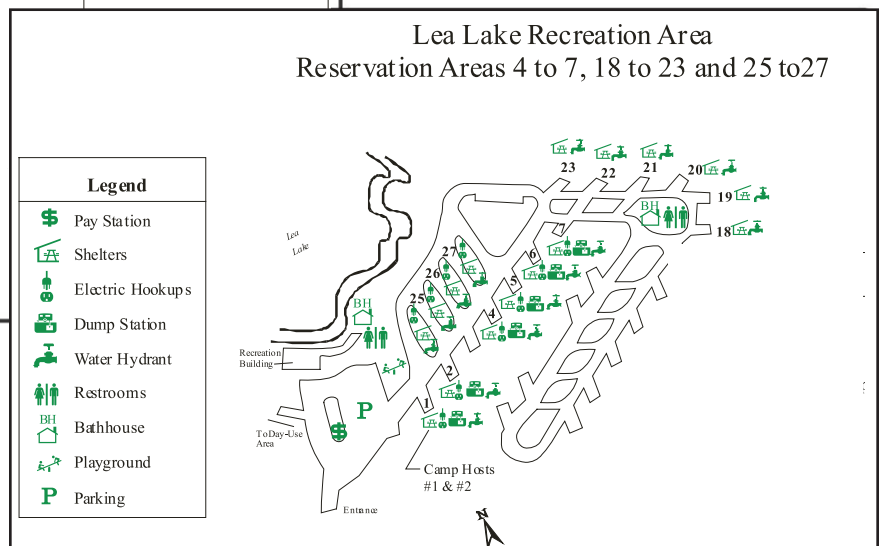 Lea Lake Recreation Area
Reservation Areas 4 to 7, 18 to 23 and 25 to27
Legend
$ Pay Station
Shelters
Electric Hookups
Dump Station
Water Hydrant
Restrooms
BH
Bathhouse
Playground
P Parking
23
22
21
20
19
18
BH
Lea
Lake
27
26
25
6
5
4
2
1
BH
Recreation
Building
P
$
To Day-Use
Area
Camp Hosts
#1 & #2
Entrance
N